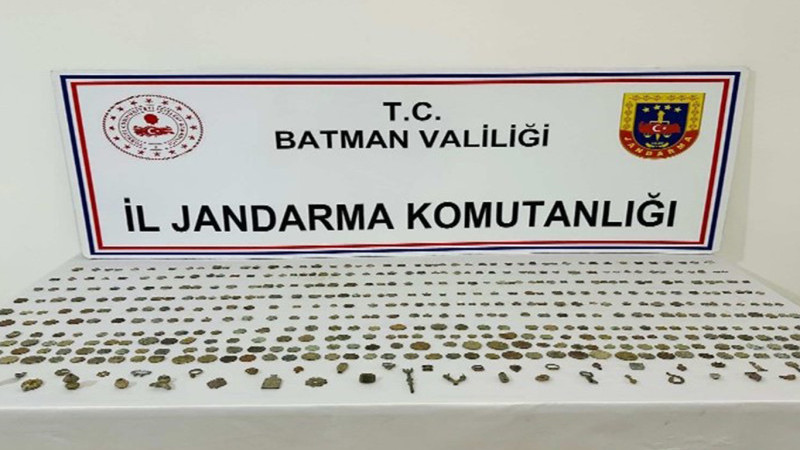 T.C.
BATMAN VALİLİĞİ
JANDARMA
İL JANDARMA KOMUTANLIĞI